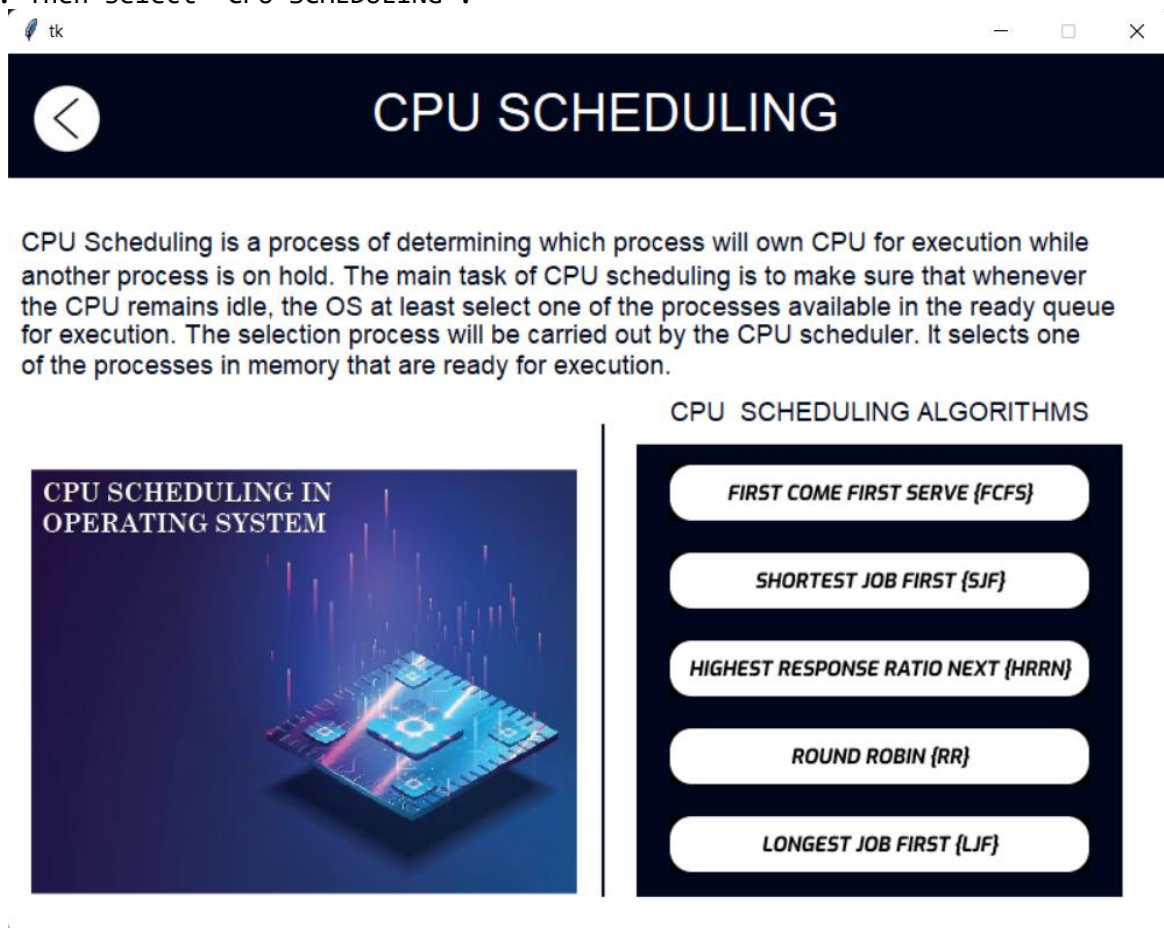 . Then select "CPU SCHEDULING".
tk
CPU SCHEDULING
CPU Scheduling is a process of determining which process will own CPU for execution while
another process is on hold. The main task of CPU scheduling is to make sure that whenever
the CPU remains idle, the OS at least select one of the processes available in the ready queue
for execution. The selection process will be carried out by the CPU scheduler. It selects one
of the processes in memory that are ready for execution.
CPU SCHEDULING IN
OPERATING SYSTEM
CPU SCHEDULING ALGORITHMS
FIRST COME FIRST SERVE {FCFS}
SHORTEST JOB FIRST {SJF}
HIGHEST RESPONSE RATIO NEXT {HRRN}
ROUND ROBIN {RR}
LONGEST JOB FIRST {LJF}